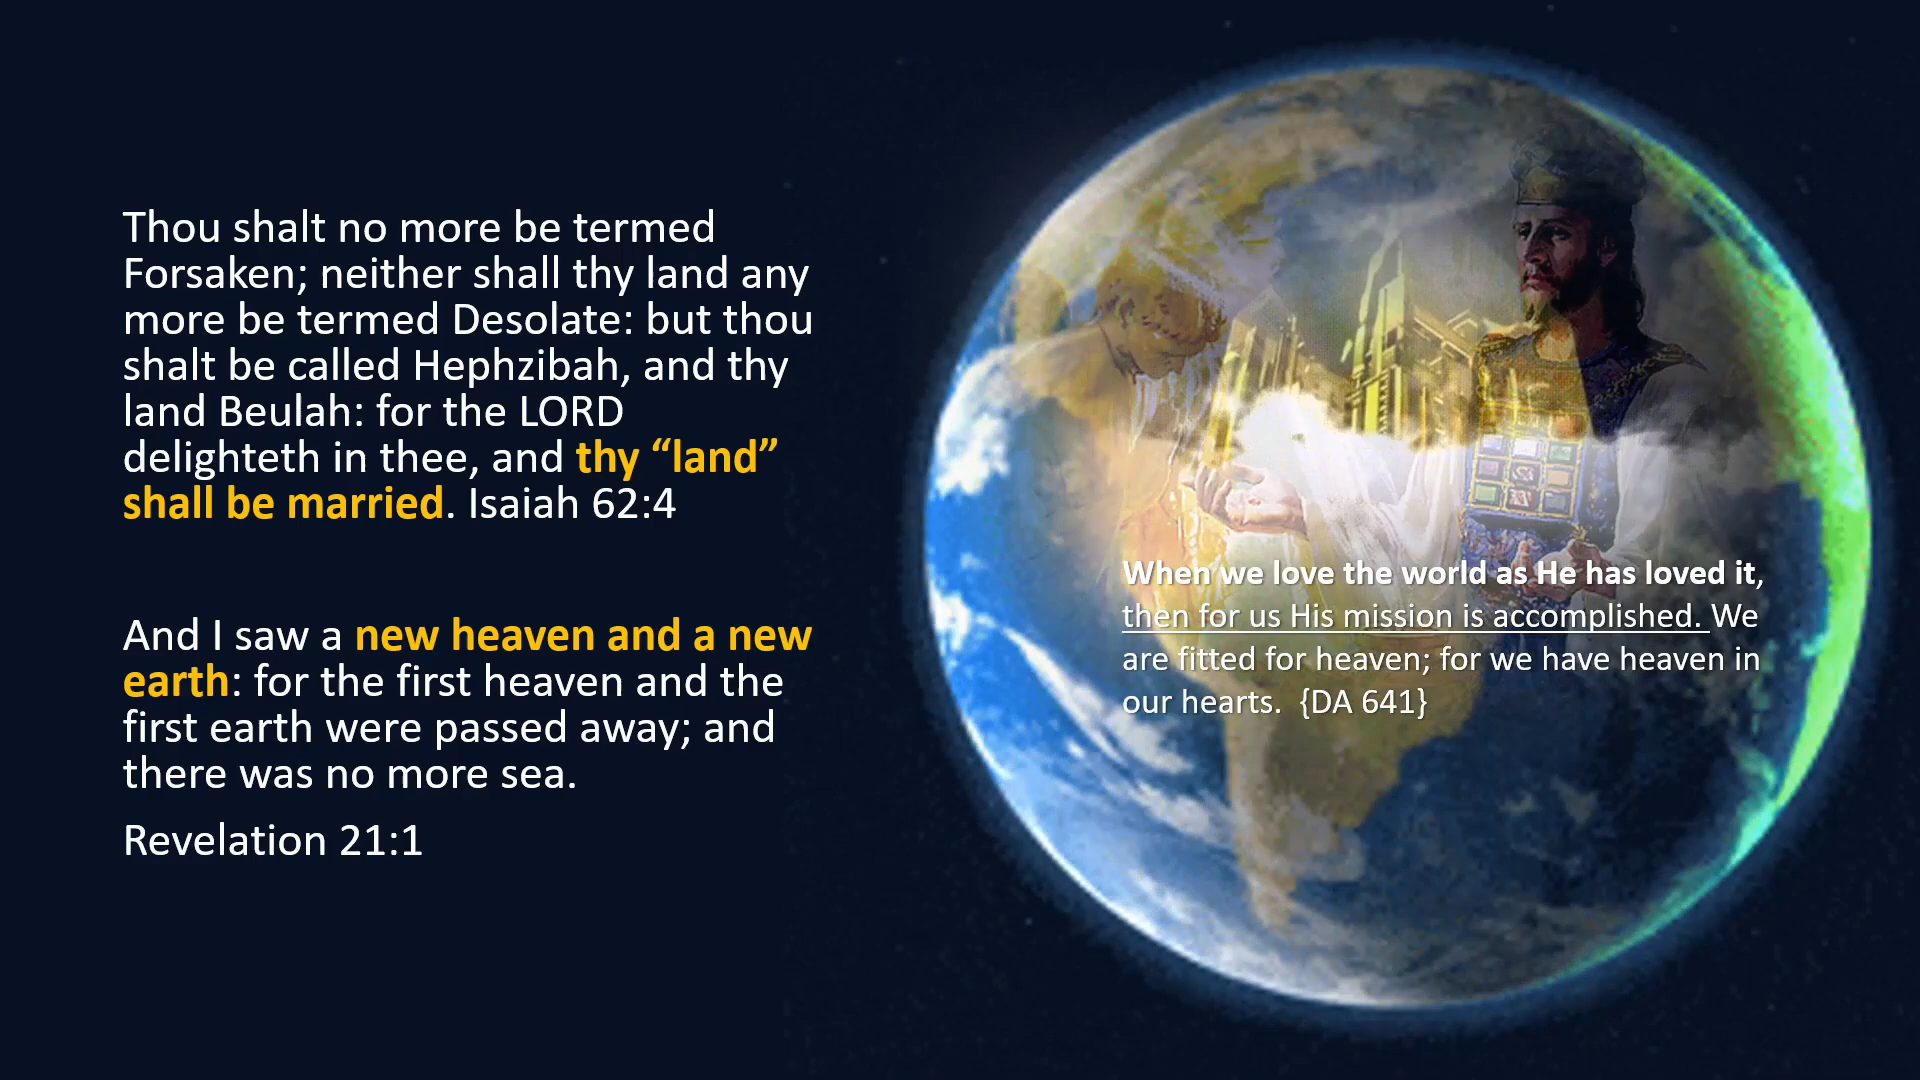 Thou shalt no more be termed
Forsaken; neither shall thy land any
more be termed Desolate: but thou
shalt be called Hephzibah, and thy
land Beulah: for the LORD
delighteth in thee, and thy “land”
shall be married. Isaiah 62:4
And I saw a new heaven and a new
earth: for the first heaven and the
first earth were passed away; and
there was no more sea.
Revelation 21:1
When we love the world as He has loved it,
then for us His mission is accomplished. We
are fitted for heaven; for we have heaven in
our hearts. {DA 641}